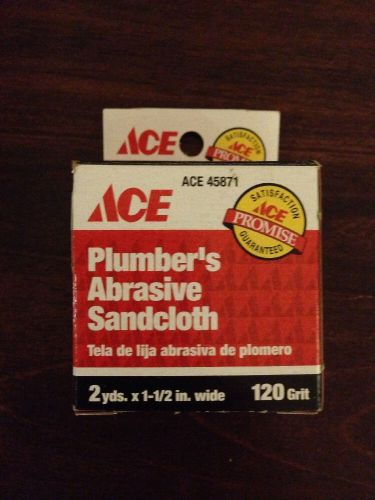 ACE
SATISFACTION
ACE
PROMISE
ACE 45871
ACE
SATISFACTION
ACE
PROMISE
GUARANTEED
Plumber's
Abrasive
Sandcloth
Tela de lija abrasiva de plomero
2 yds. x 1-1/2 in. wide 120 Grit